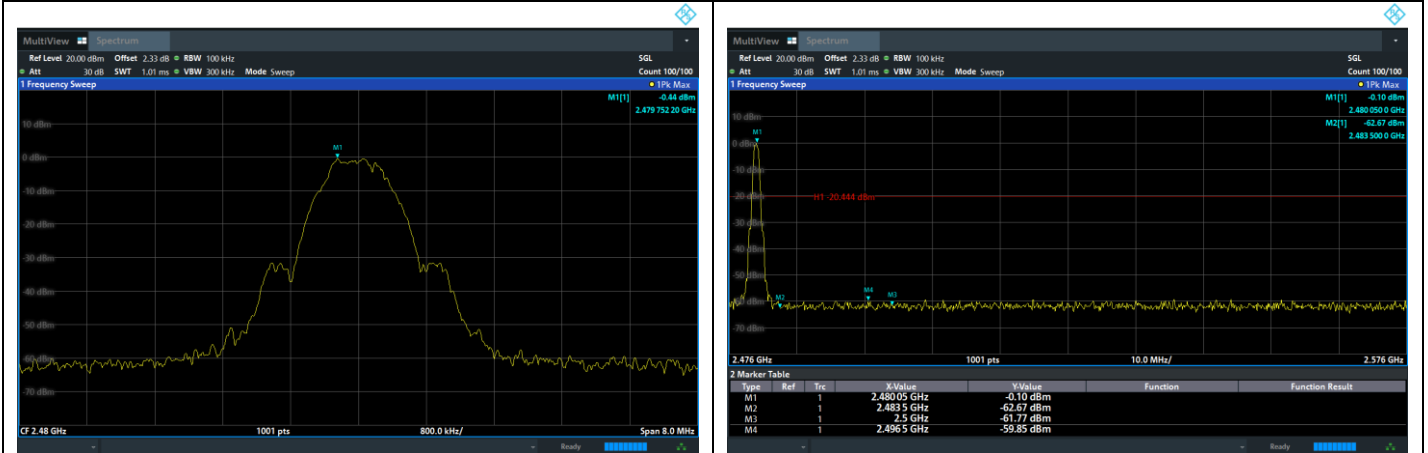 MultiView Spectrum
Ref Level 20.00 dBm Offset 2.33 dB RBW 100 kHz SGL
Att 30 dB SWT 1.01 ms VBW 300 kHz Mode Sweep Count 100/100
1 Frequency Sweep 1Pk Max
M1[1] -0.44 dBm
2.479 752 20 GHz
10 dBm
M1
0 dBm
-10 dBm
-20 dBm
-30 dBm
-40 dBm
-50 dBm
-60 dBm
-70 dBm
CF 2.48 GHz 1001 pts 800.0 kHz/ Span 8.0 MHz
Ready
MultiView Spectrum
Ref Level 20.00 dBm Offset 2.33 dB RBW 100 kHz SGL
Att 30 dB SWT 1.01 ms VBW 300 kHz Mode Sweep Count 100/100
1 Frequency Sweep 1Pk Max
M1[1] -0.10 dBm
2.480 050 0 GHz
10 dBm
M2[1] -62.67 dBm
M1
2.483 500 0 GHz
0 dBm
-10 dBm
-20 dBm
H1 -20.444 dBm
-30 dBm
-40 dBm
-50 dBm
M4
M2 M3
-60 dBm
-70 dBm
2.476 GHz 1001 pts 10.0 MHz/ 2.576 GHz
2 Marker Table
Type Ref Trc X-Value Y-Value Function Function Result
M1 1 2.480 05 GHz -0.10 dBm
M2 1 2.483 5 GHz -62.67 dBm
M3 1 2.5 GHz -61.77 dBm
M4 1 2.496 5 GHz -59.85 dBm
Ready